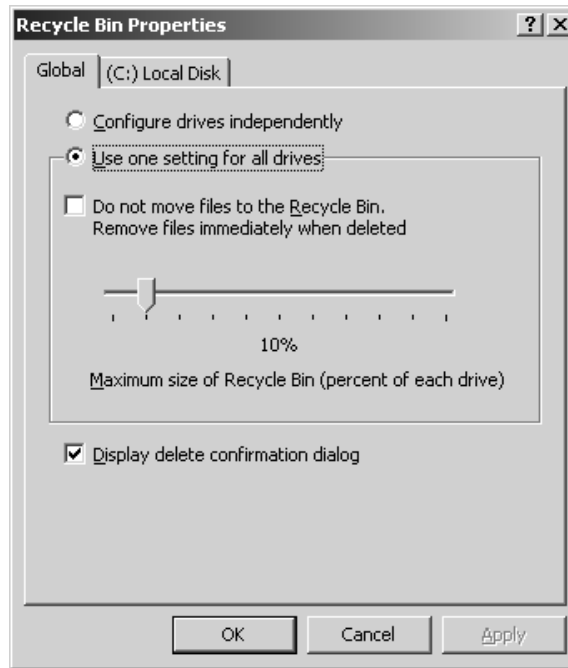 Recycle Bin Properties
? X
Global (C:) Local Disk
Configure drives independently
Use one setting for all drives
Do not move files to the Recycle Bin.
Remove files immediately when deleted
10%
Maximum size of Recycle Bin (percent of each drive)
Display delete confirmation dialog
OK Cancel Apply